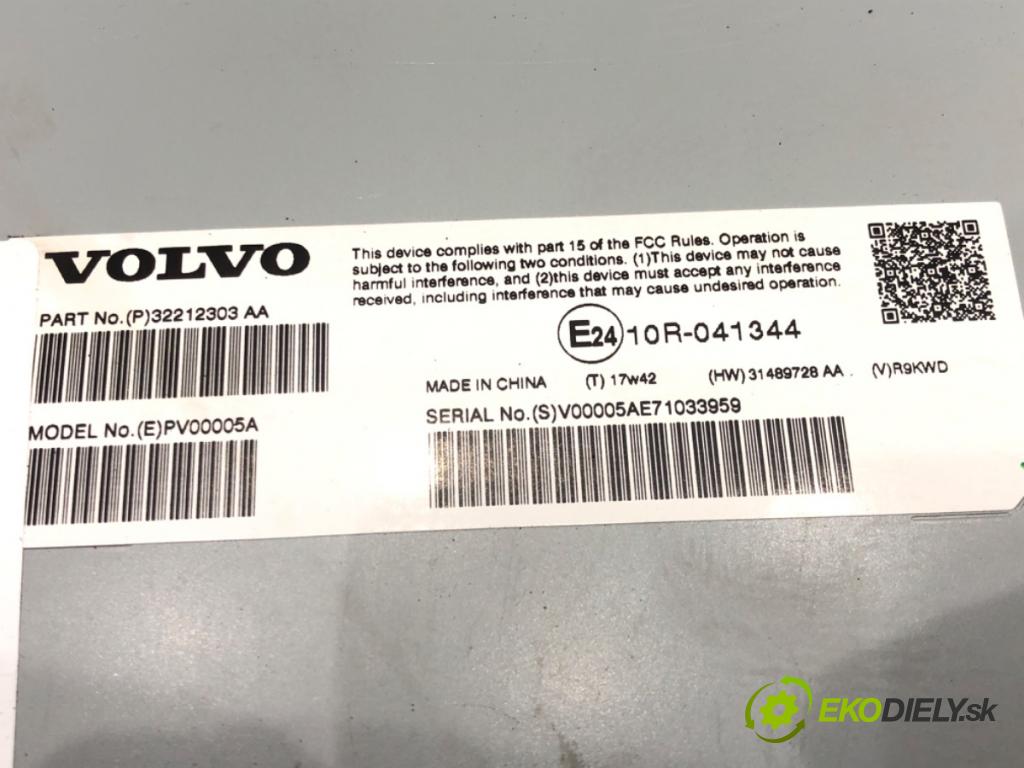 VOLVO
This device complies with part 15 of the FCC Rules. Operation is
subject to the following two conditions. (1)This device may not cause
harmful interference, and (2)this device must accept any interference
received, including interference that may cause undesired operation.
PART No.(P)32212303 AA
E24 10R-041344
MADE IN CHINA (T) 17w42 (HW) 31489728 AA (V)R9KWD
SERIAL No.(S)V00005AE71033959
MODEL No.(E)PV00005A
EKODIELY.sk